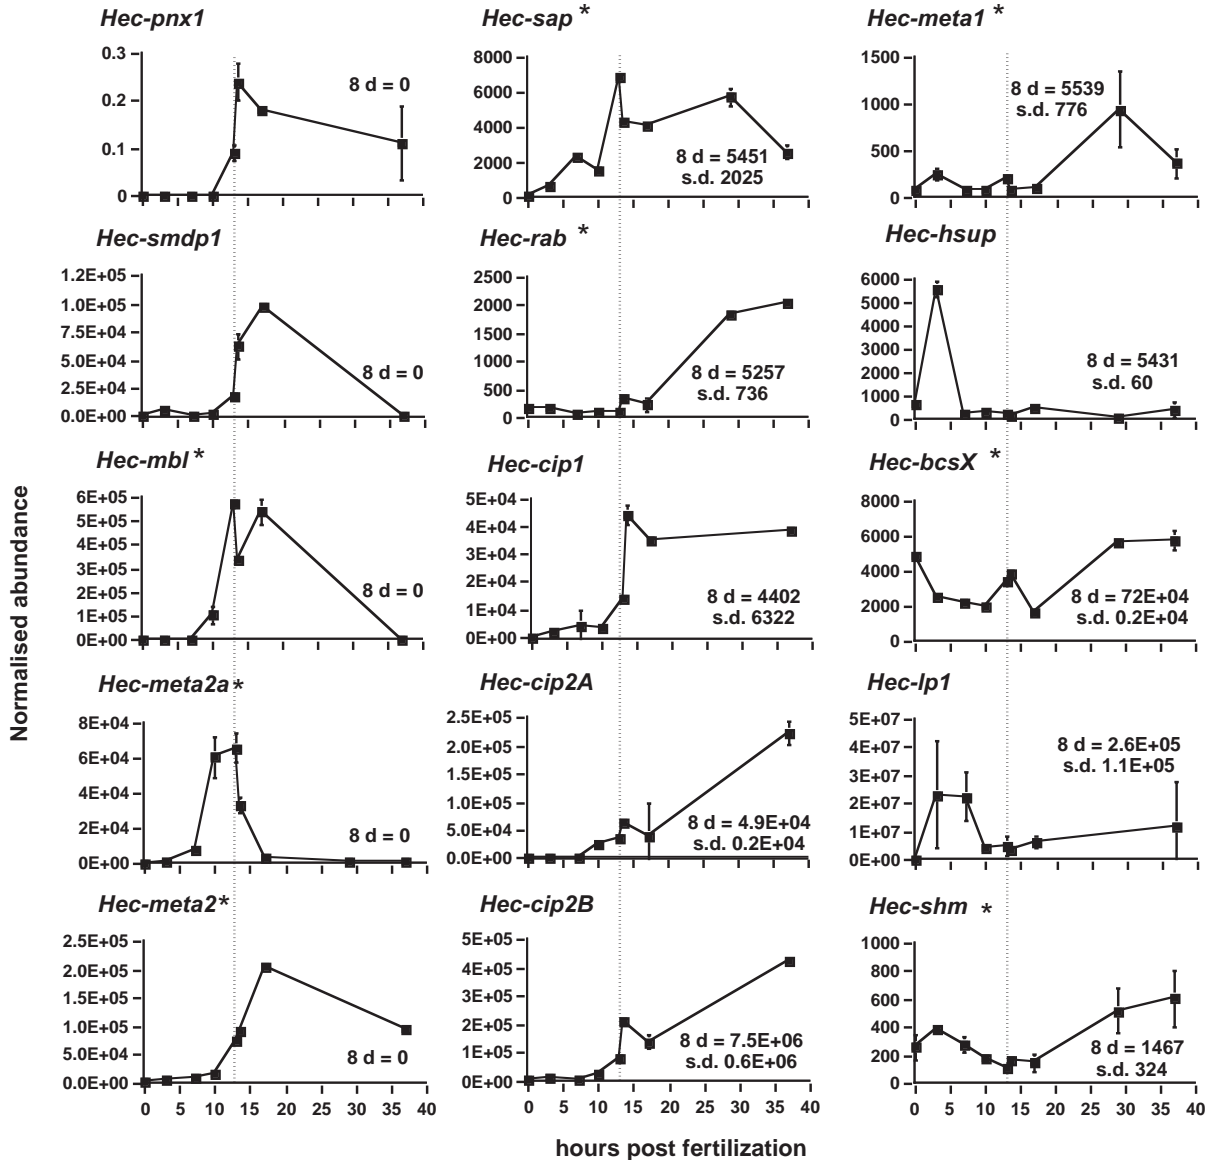 Normalised abundance
Hec-pnx1
0.3
0.2
0.1
0
8 d = 0
Hec-smdp1
1.2E+05
1.0E+05
7.5E+04
5.0E+04
2.5E+04
0.0E+00
8 d = 0
Hec-mbl *
6E+05
5E+05
4E+05
3E+05
2E+05
1E+05
0E+00
8 d = 0
Hec-meta2a *
8E+04
6E+04
4E+04
2E+04
0E+00
8 d = 0
Hec-meta2 *
2.5E+05
2.0E+05
1.5E+05
1.0E+05
5.0E+04
0.0E+00
8 d = 0
0 5 10 15 20 25 30 35 40
Hec-sap *
8000
6000
4000
2000
0
8 d = 5451
s.d. 2025
Hec-rab *
2500
2000
1500
1000
500
0
8 d = 5257
s.d. 736
Hec-cip1
5E+04
4E+04
3E+04
2E+04
1E+04
0E+00
8 d = 4402
s.d. 6322
Hec-cip2A
2.5E+05
2.0E+05
1.5E+05
1.0E+05
5.0E+04
0.0E+00
8 d = 4.9E+04
s.d. 0.2E+04
Hec-cip2B
5E+05
4E+05
3E+05
2E+05
1E+05
0E+00
8 d = 7.5E+06
s.d. 0.6E+06
0 5 10 15 20 25 30 35 40
Hec-meta1 *
1500
1000
500
0
8 d = 5539
s.d. 776
Hec-hsup
6000
5000
4000
3000
2000
1000
0
8 d = 5431
s.d. 60
Hec-bcsX *
8000
6000
4000
2000
0
8 d = 72E+04
s.d. 0.2E+04
Hec-lp1
5E+07
4E+07
3E+07
2E+07
1E+07
0E+00
8 d = 2.6E+05
s.d. 1.1E+05
Hec-shm *
1000
800
600
400
200
0
8 d = 1467
s.d. 324
0 5 10 15 20 25 30 35 40
hours post fertilization